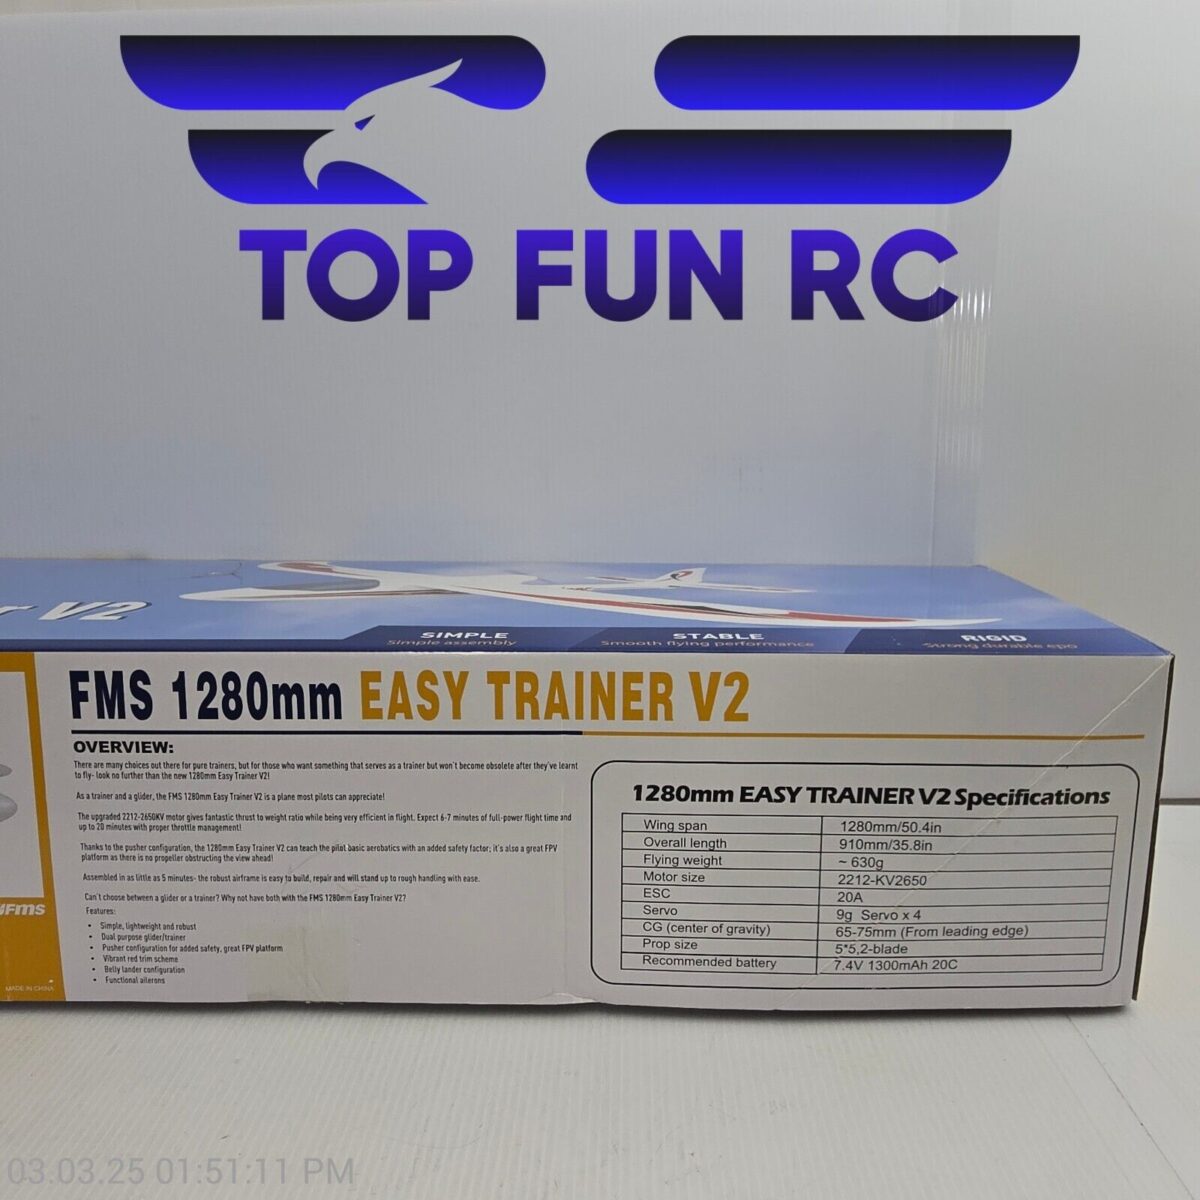 TOP FUN RC
r V2
SIMPLE
Simple assembly
STABLE
Smooth flying performance
RIGID
Strong durable epo
FMS 1280mm EASY TRAINER V2
OVERVIEW:
There are many choices out there for pure trainers, but for those who want something that serves as a trainer but won't become obsolete after they've learnt
to fly- look no further than the new 1280mm Easy Trainer V2!
As a trainer and a glider, the FMS 1280mm Easy Trainer V2 is a plane most pilots can appreciate!
The upgraded 2212-2650KV motor gives fantastic thrust to weight ratio while being very efficient in flight. Expect 6-7 minutes of full-power flight time and
up to 20 minutes with proper throttle management!
Thanks to the pusher configuration, the 1280mm Easy Trainer V2 can teach the pilot basic aerobatics with an added safety factor; it's also a great FPV
platform as there is no propeller obstructing the view ahead!
Assembled in as little as 5 minutes- the robust airframe is easy to build, repair and will stand up to rough handling with ease.
Can't choose between a glider or a trainer? Why not have both with the FMS 1280mm Easy Trainer V2?
Features:
• Simple, lightweight and robust
• Dual purpose glider/trainer
• Pusher configuration for added safety, great FPV platform
• Vibrant red trim scheme
• Belly lander configuration
• Functional ailerons
1280mm EASY TRAINER V2 Specifications
Wing span 1280mm/50.4in
Overall length 910mm/35.8in
Flying weight ~ 630g
Motor size 2212-KV2650
ESC 20A
Servo 9g Servo x 4
CG (center of gravity) 65-75mm (From leading edge)
Prop size 5*5,2-blade
Recommended battery 7.4V 1300mAh 20C
FMS
MADE IN CHINA
03.03.25 01:51:11 PM